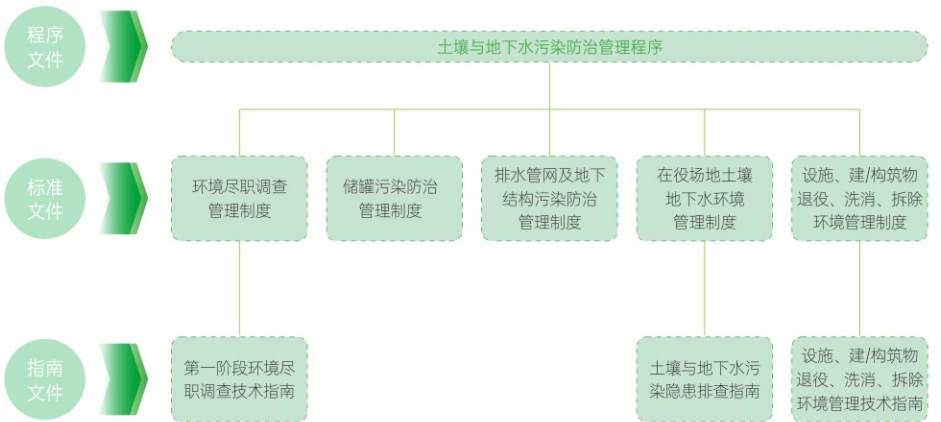 程序
文件
土壤与地下水污染防治管理程序
标准
文件
环境尽职调查
管理制度
储罐污染防治
管理制度
排水管网及地下
结构污染防治
管理制度
在役场地土壤
地下水环境
管理制度
设施、建/构筑物
退役、洗消、拆除
环境管理制度
指南
文件
第一阶段环境尽
职调查技术指南
土壤与地下水污
染隐患排查指南
设施、建/构筑物
退役、洗消、拆除
环境管理技术指南